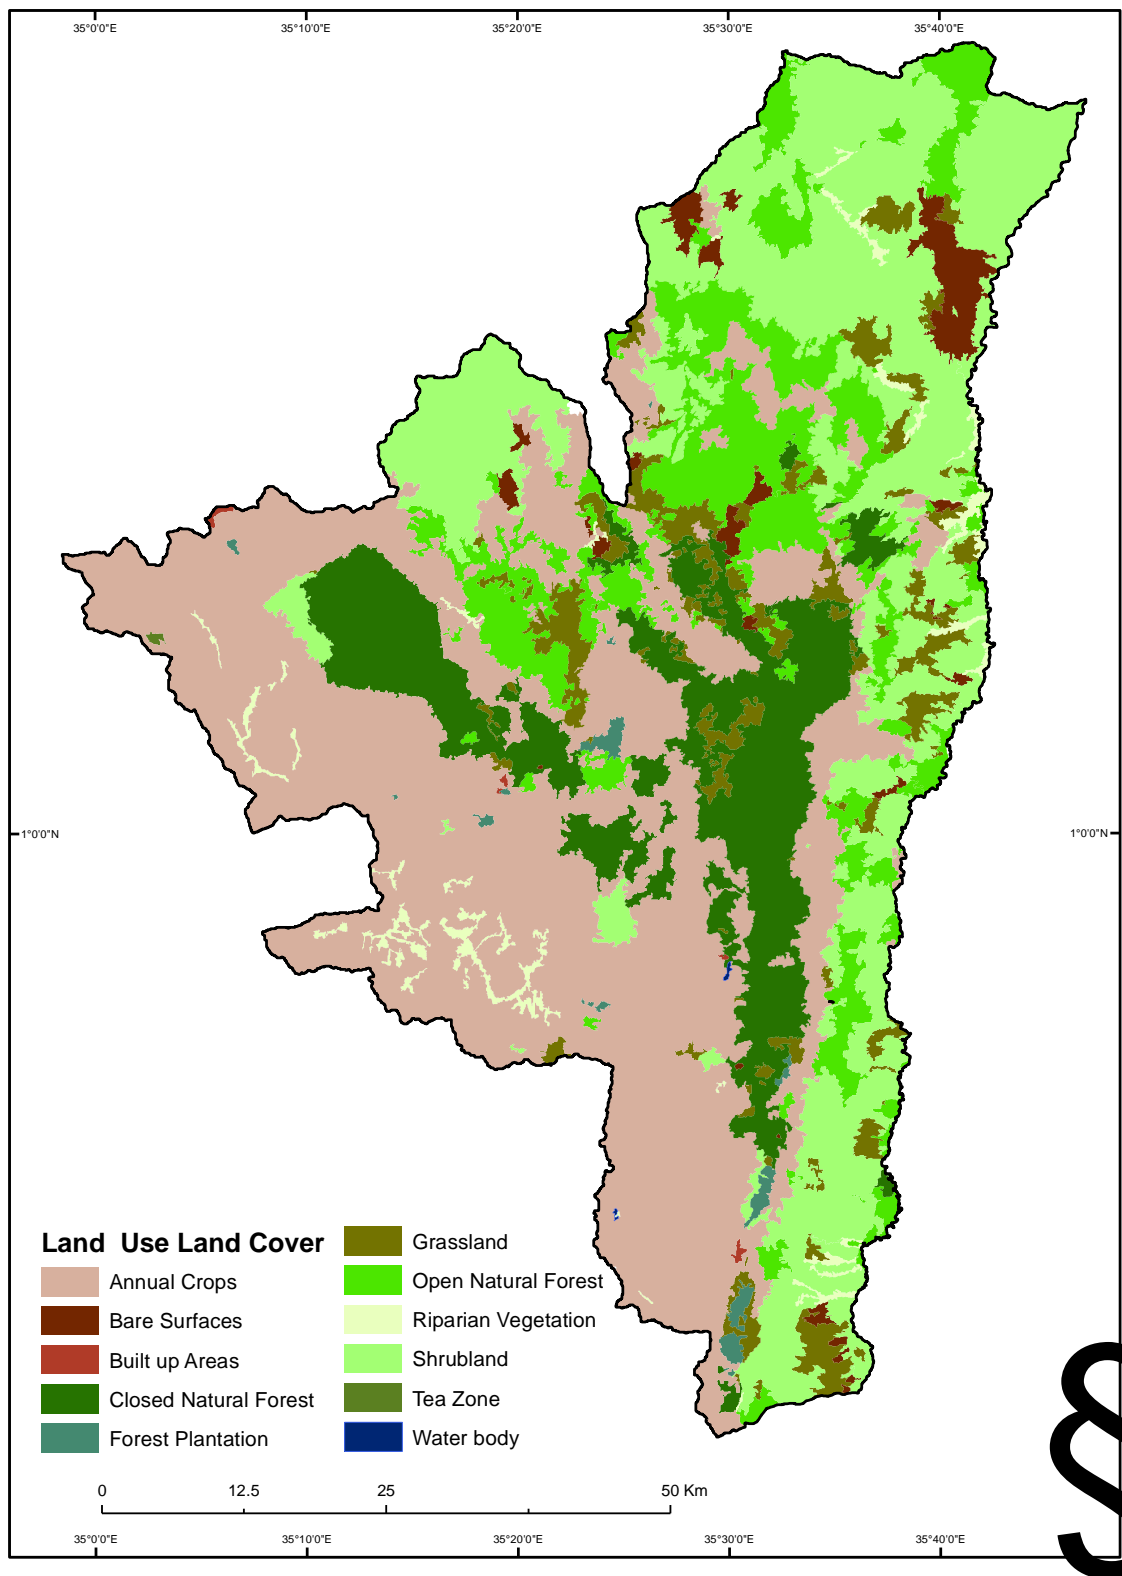 35°0'0"E 35°10'0"E 35°20'0"E 35°30'0"E 35°40'0"E
1°0'0"N 1°0'0"N
Land Use Land Cover
Annual Crops
Bare Surfaces
Built up Areas
Closed Natural Forest
Forest Plantation
Grassland
Open Natural Forest
Riparian Vegetation
Shrubland
Tea Zone
Water body
0 12.5 25 50 Km
35°0'0"E 35°10'0"E 35°20'0"E 35°30'0"E 35°40'0"E
§